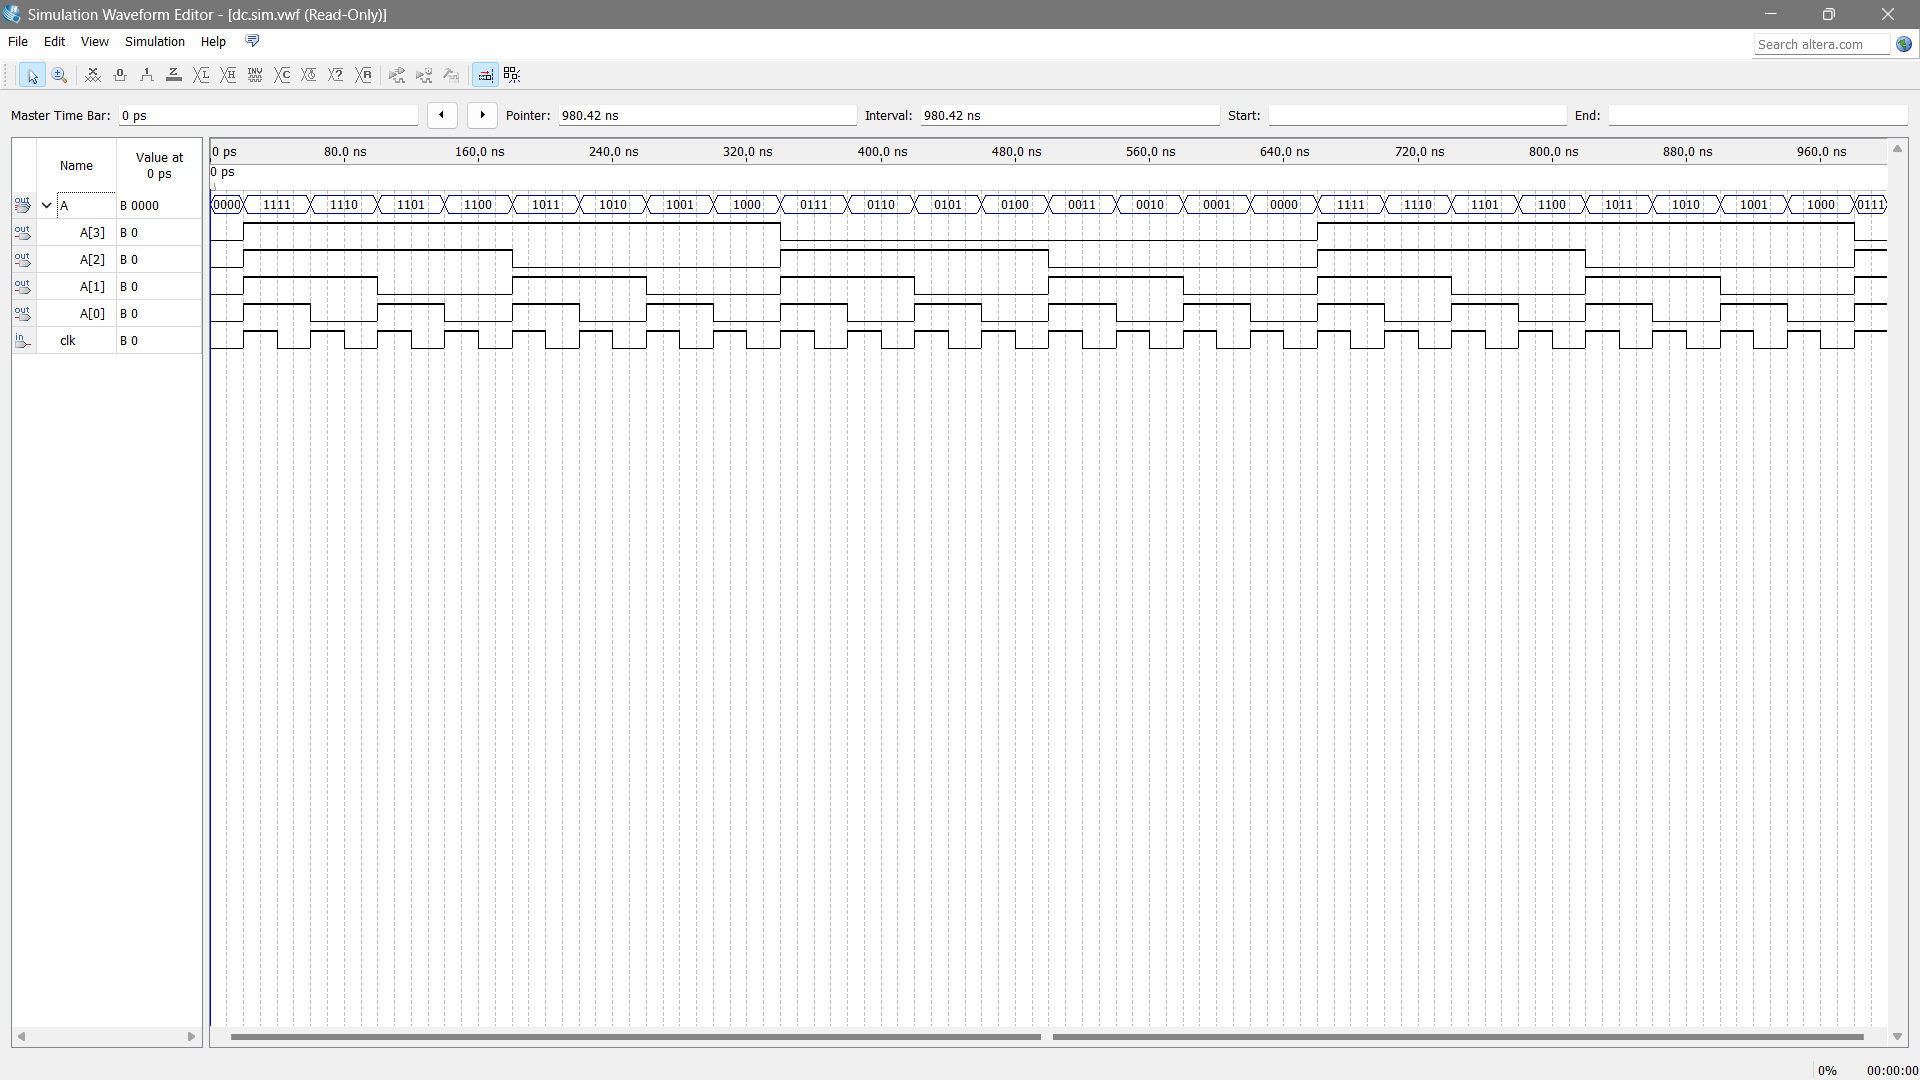 Simulation Waveform Editor - [dc.sim.vwf (Read-Only)]
File Edit View Simulation Help
Search altera.com
Master Time Bar: 0 ps Pointer: 980.42 ns Interval: 980.42 ns Start: End:
Name Value at 0 ps
0 ps 80.0 ns 160.0 ns 240.0 ns 320.0 ns 400.0 ns 480.0 ns 560.0 ns 640.0 ns 720.0 ns 800.0 ns 880.0 ns 960.0 ns
0 ps
out A B 0000 0000 1111 1110 1101 1100 1011 1010 1001 1000 0111 0110 0101 0100 0011 0010 0001 0000 1111 1110 1101 1100 1011 1010 1001 1000 0111
out A[3] B 0
out A[2] B 0
out A[1] B 0
out A[0] B 0
in clk B 0
0% 00:00:00